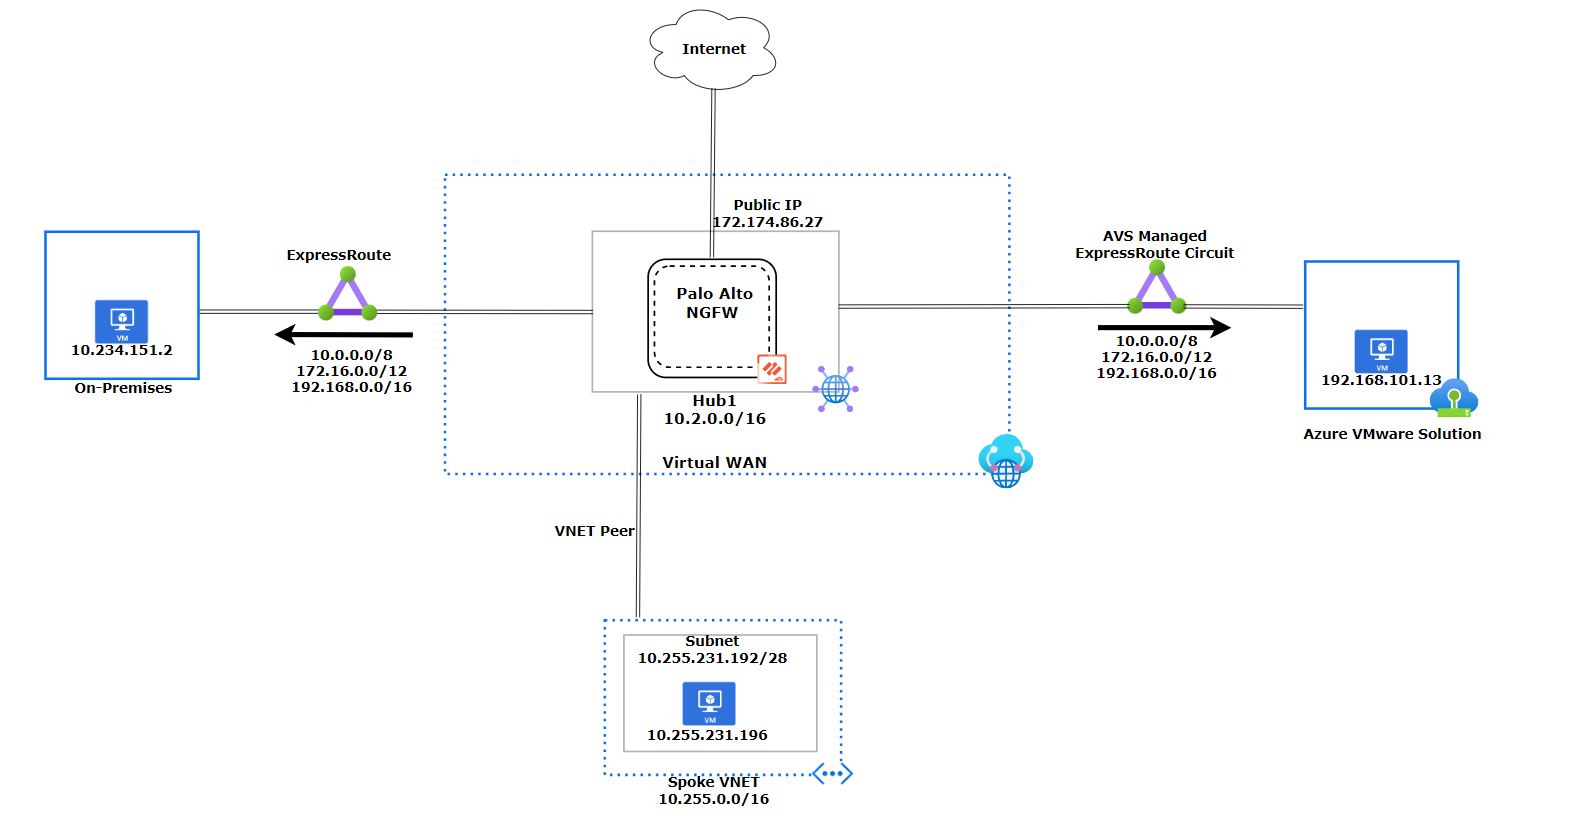 Internet
Public IP
172.174.86.27
ExpressRoute
AVS Managed
ExpressRoute Circuit
Palo Alto
NGFW
VM
10.234.151.2
On-Premises
10.0.0.0/8
172.16.0.0/12
192.168.0.0/16
10.0.0.0/8
172.16.0.0/12
192.168.0.0/16
VM
192.168.101.13
Azure VMware Solution
Hub1
10.2.0.0/16
Virtual WAN
VNET Peer
Subnet
10.255.231.192/28
VM
10.255.231.196
Spoke VNET
10.255.0.0/16